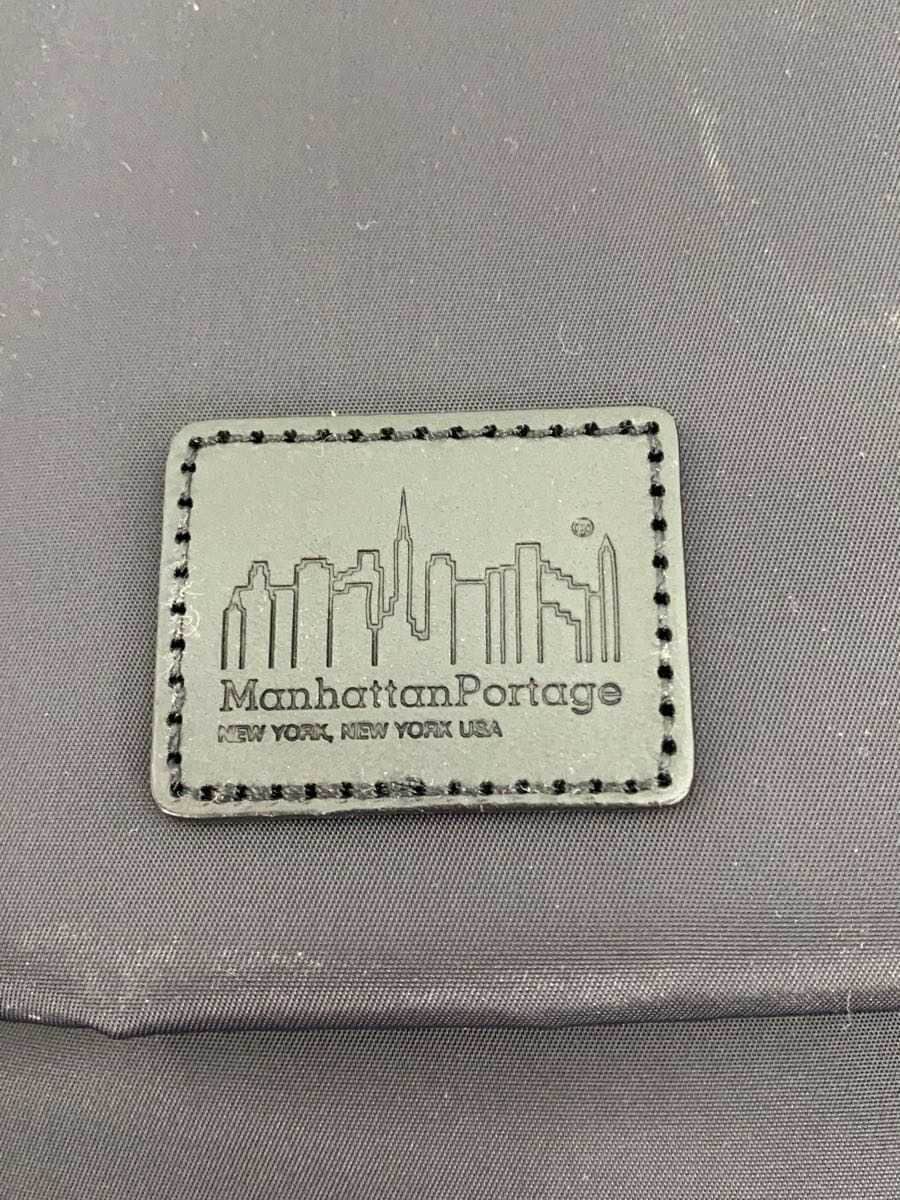 ®
ManhattanPortage
NEW YORK, NEW YORK USA